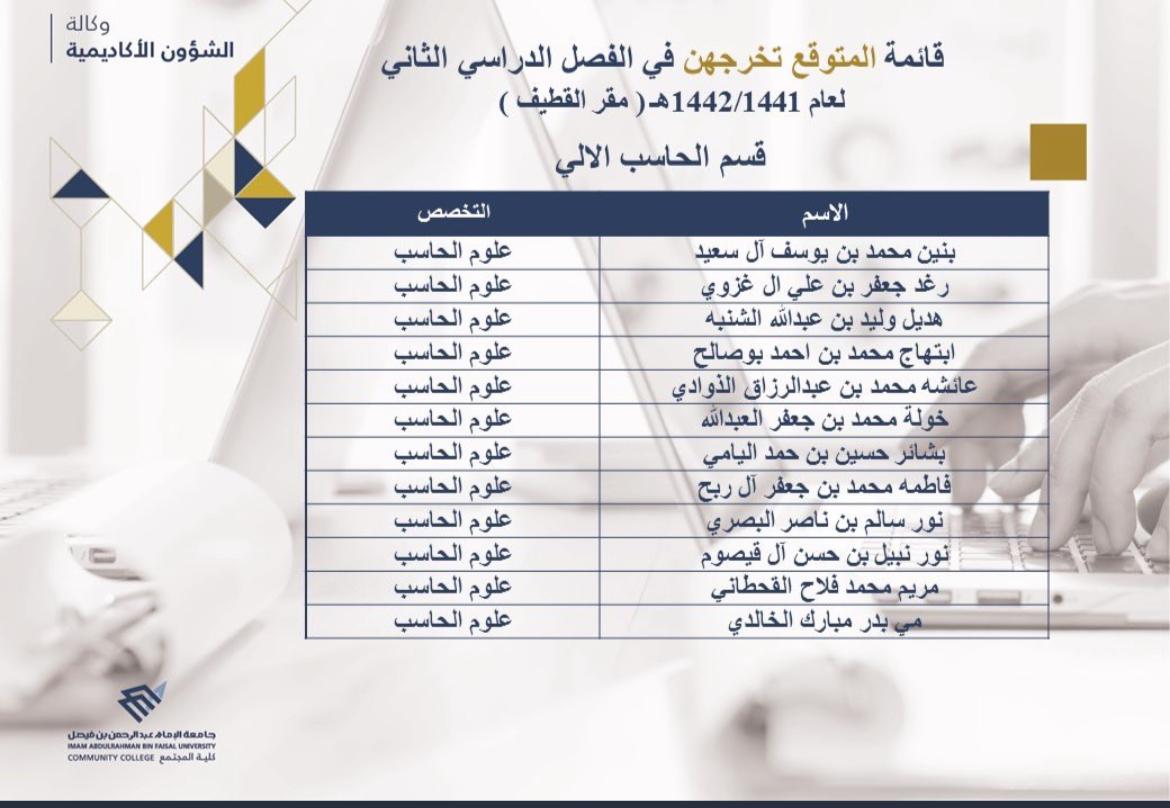 وكالة
الشؤون الأكاديمية
قائمة المتوقع تخرجهن في الفصل الدراسي الثاني
لعام 1442/1441هـ ( مقر القطيف )
قسم الحاسب الالي
الاسم التخصص
بنين محمد بن يوسف آل سعيد علوم الحاسب
رغد جعفر بن علي ال غزوي علوم الحاسب
هديل وليد بن عبدالله الشنبه علوم الحاسب
ابتهاج محمد بن احمد بوصالح علوم الحاسب
عائشه محمد بن عبدالرزاق الذوادي علوم الحاسب
خولة محمد بن جعفر العبدالله علوم الحاسب
بشائر حسين بن حمد اليامي علوم الحاسب
فاطمه محمد بن جعفر آل ربح علوم الحاسب
نور سالم بن ناصر البصري علوم الحاسب
نور نبيل بن حسن آل قيصوم علوم الحاسب
مريم محمد فلاح القحطاني علوم الحاسب
مي بدر مبارك الخالدي علوم الحاسب
جامعة الإمام عبدالرحمن بن فيصل
IMAM ABDULRAHMAN BIN FAISAL UNIVERSITY
COMMUNITY COLLEGE كلية المجتمع